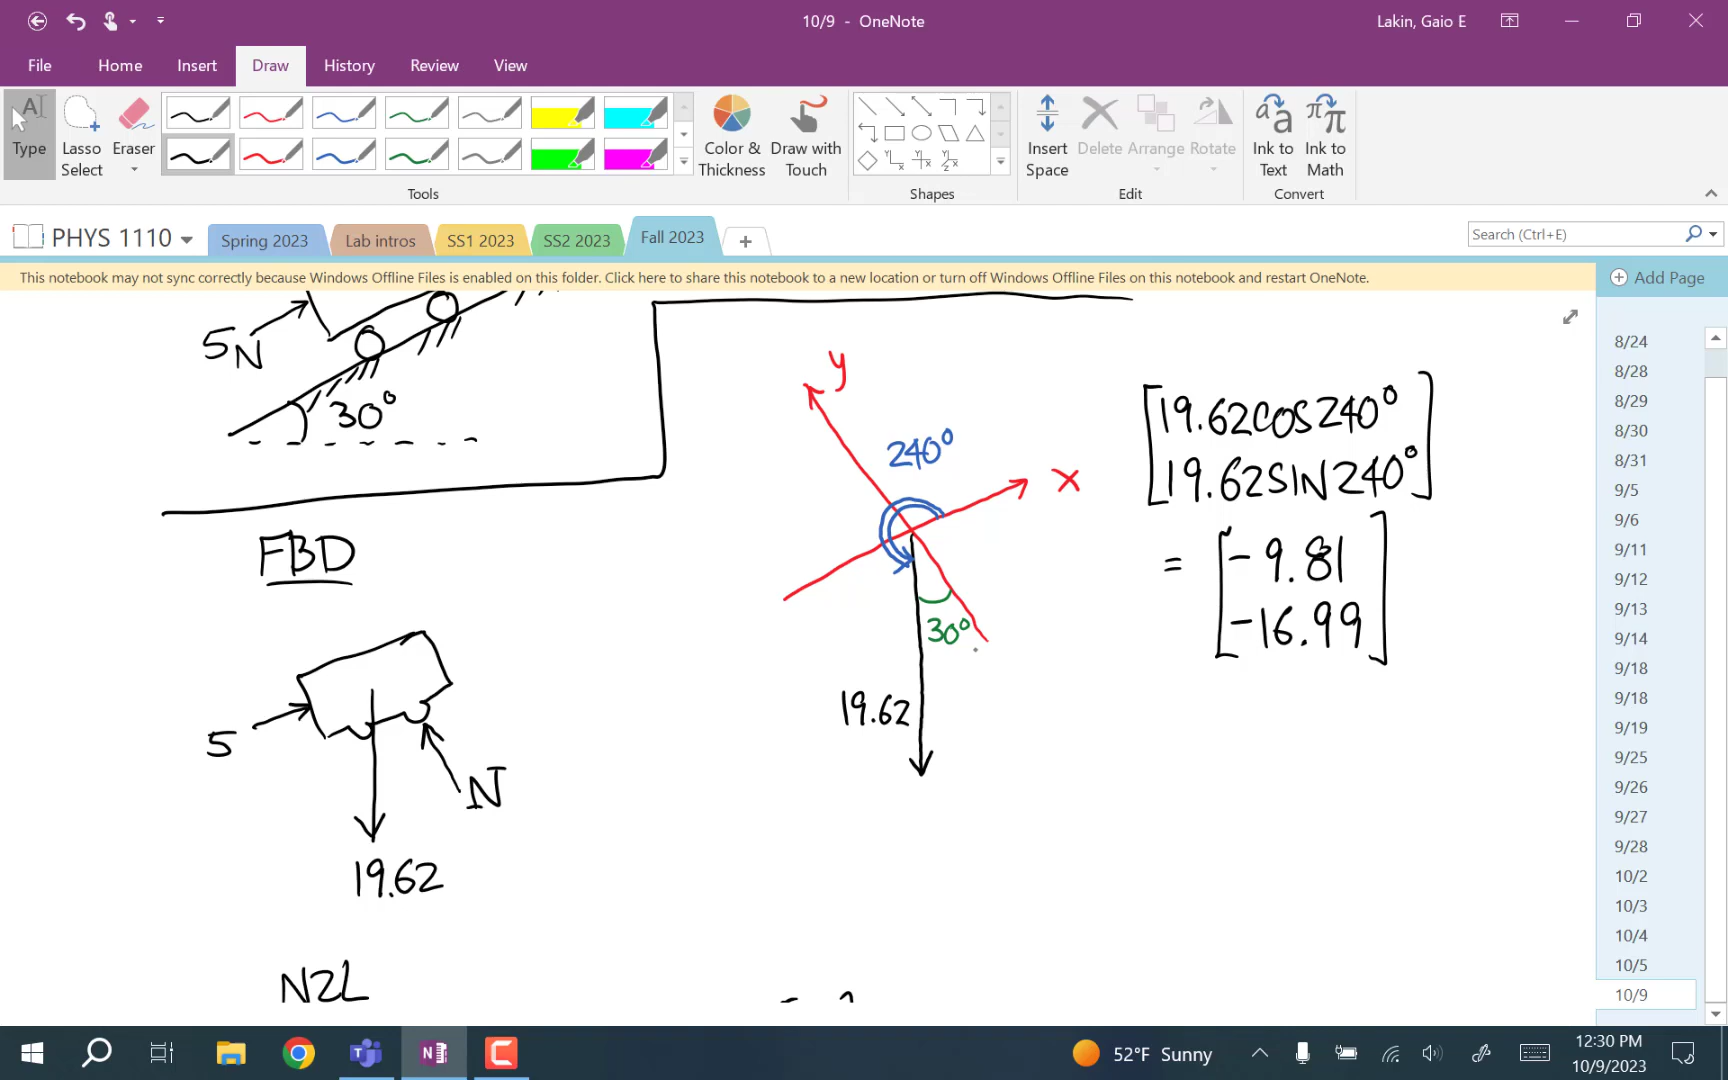 10/9 - OneNote
Lakin, Gaio E
File Home Insert Draw History Review View
Type
Lasso Select
Eraser
Color & Thickness
Draw with Touch
Insert Space
Delete
Arrange
Rotate
Ink to Text
Ink to Math
Tools Shapes Edit Convert
PHYS 1110
Spring 2023 Lab intros SS1 2023 SS2 2023 Fall 2023
Search (Ctrl+E)
This notebook may not sync correctly because Windows Offline Files is enabled on this folder. Click here to share this notebook to a new location or turn off Windows Offline Files on this notebook and restart OneNote.
Add Page
5N
30°
FBD
5
N
19.62
N2L
y
240°
x
30°
19.62
[19.62COS240°
19.62SIN240°]
= [-9.81
-16.99]
8/24
8/28
8/29
8/30
8/31
9/5
9/6
9/11
9/12
9/13
9/14
9/18
9/18
9/19
9/25
9/26
9/27
9/28
10/2
10/3
10/4
10/5
10/9
52°F Sunny
12:30 PM
10/9/2023